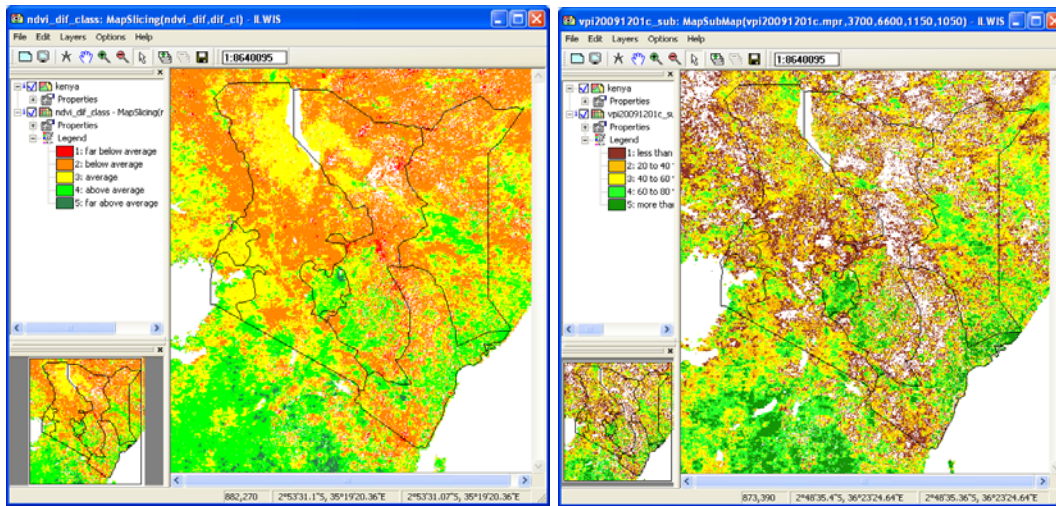 ndvi_dif_class: MapSlicing(ndvi_dif,dif_cl) - ILWIS
File Edit Layers Options Help
1:8640095
kenya
Properties
ndvi_dif_class - MapSlicing(r
Properties
Legend
1: far below average
2: below average
3: average
4: above average
5: far above average
882,270 2°53'31.1"S, 35°19'20.36"E 2°53'31.07"S, 35°19'20.36"E
vpi20091201c_sub: MapSubMap(vpi20091201c.mpr,3700,6600,1150,1050) - ILWIS
File Edit Layers Options Help
1:8640095
kenya
Properties
vpi20091201c_su
Properties
Legend
1: less than
2: 20 to 40
3: 40 to 60
4: 60 to 80
5: more tha
873,390 2°48'35.4"S, 36°23'24.64"E 2°48'35.36"S, 36°23'24.64"E